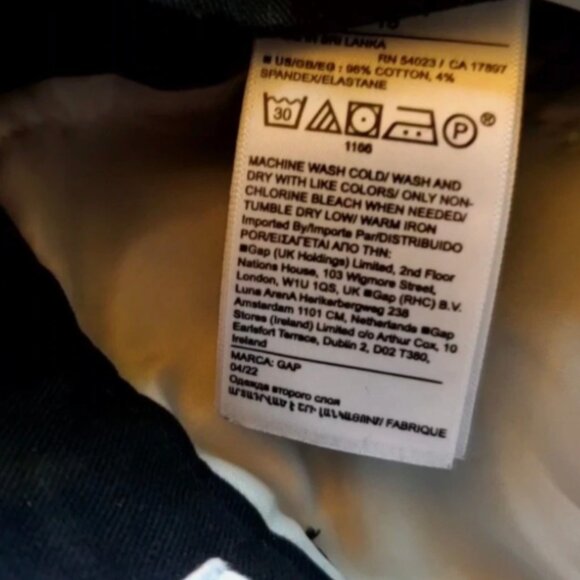 16
RN 54023 / CA 17897
■ US/GB/EG : 96% COTTON, 4%
SPANDEX/ELASTANE
30 P ®
1166
MACHINE WASH COLD/ WASH AND
DRY WITH LIKE COLORS/ ONLY NON-
CHLORINE BLEACH WHEN NEEDED/
TUMBLE DRY LOW/ WARM IRON
Imported By/Importe Par/DISTRIBUIDO
POR/ΕΙΣΑΓΕΤΑΙ ΑΠΟ ΤΗΝ:
■Gap (UK Holdings) Limited, 2nd Floor
Nations House, 103 Wigmore Street,
London, W1U 1QS, UK ■Gap (RHC) B.V.
Luna ArenA Herikerbergweg 238
Amsterdam 1101 CM, Netherlands ■Gap
Stores (Ireland) Limited c/o Arthur Cox, 10
Earlsfort Terrace, Dublin 2, D02 T380,
Ireland
MARCA: GAP
04/22
Одежда второго слоя
FABRIQUE